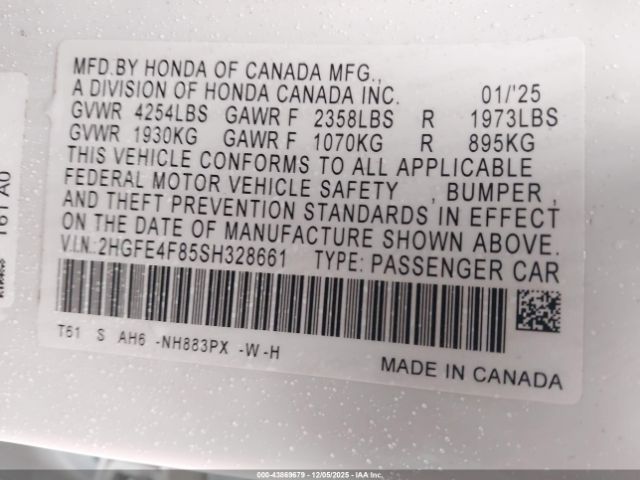 MFD.BY HONDA OF CANADA MFG.,
A DIVISION OF HONDA CANADA INC. 01/'25
GVWR 4254LBS GAWR F 2358LBS R 1973LBS
GVWR 1930KG GAWR F 1070KG R 895KG
THIS VEHICLE CONFORMS TO ALL APPLICABLE
FEDERAL MOTOR VEHICLE SAFETY , BUMPER ,
AND THEFT PREVENTION STANDARDS IN EFFECT
ON THE DATE OF MANUFACTURE SHOWN ABOVE.
V.I.N.:2HGFE4F85SH328661 TYPE: PASSENGER CAR
T61 S AH6 -NH883PX -W -H
MADE IN CANADA
T61 A0
000-43869679 | 12/05/2025 | IAA, Inc.